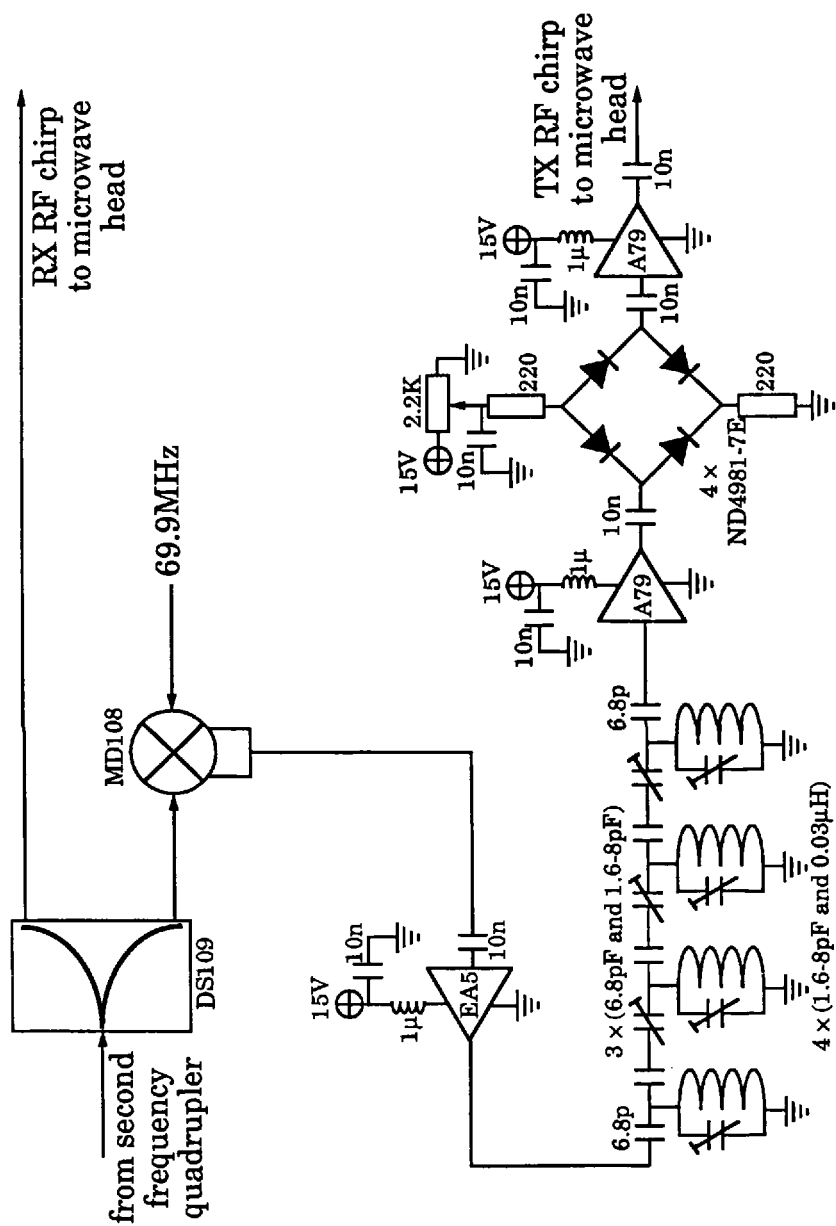 RX RF chirp
to microwave
head
DS109
from second
frequency
quadrupler
MD108
69.9MHz
15V
10n
1μ
EA5
10n
6.8p
3 × (6.8pF and 1.6-8pF)
6.8p
4 × (1.6-8pF and 0.03μH)
15V
10n
1μ
A79
10n
15V
2.2K
10n
220
4 ×
ND4981-7E
220
15V
10n
1μ
10n
A79
10n
TX RF chirp
to microwave
head